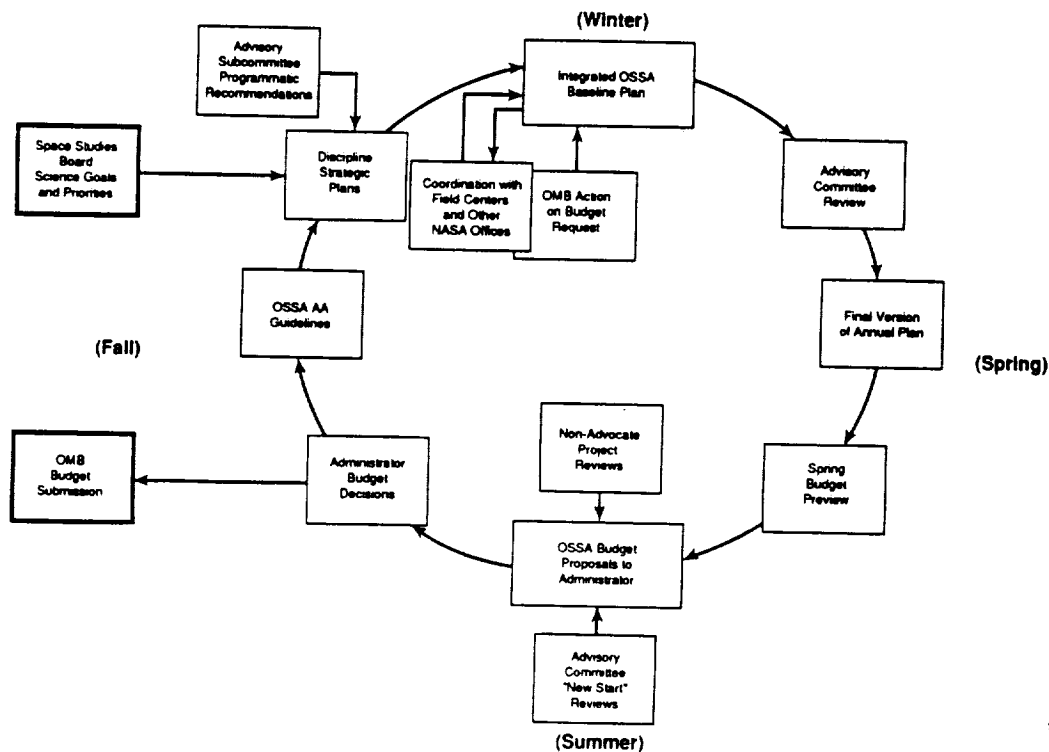 (Winter)
Advisory
Subcommittee
Programmatic
Recommendations
Integrated OSSA
Baseline Plan
Space Studies
Board
Science Goals
and Priorities
Discipline
Strategic
Plans
Coordination with
Field Centers
and Other
NASA Offices
OMB Action
on Budget
Request
Advisory
Committee
Review
OSSA AA
Guidelines
Final Version
of Annual Plan
(Fall)
(Spring)
OMB
Budget
Submission
Administrator
Budget
Decisions
Non-Advocate
Project
Reviews
Spring
Budget
Preview
OSSA Budget
Proposals to
Administrator
Advisory
Committee
"New Start"
Reviews
(Summer)